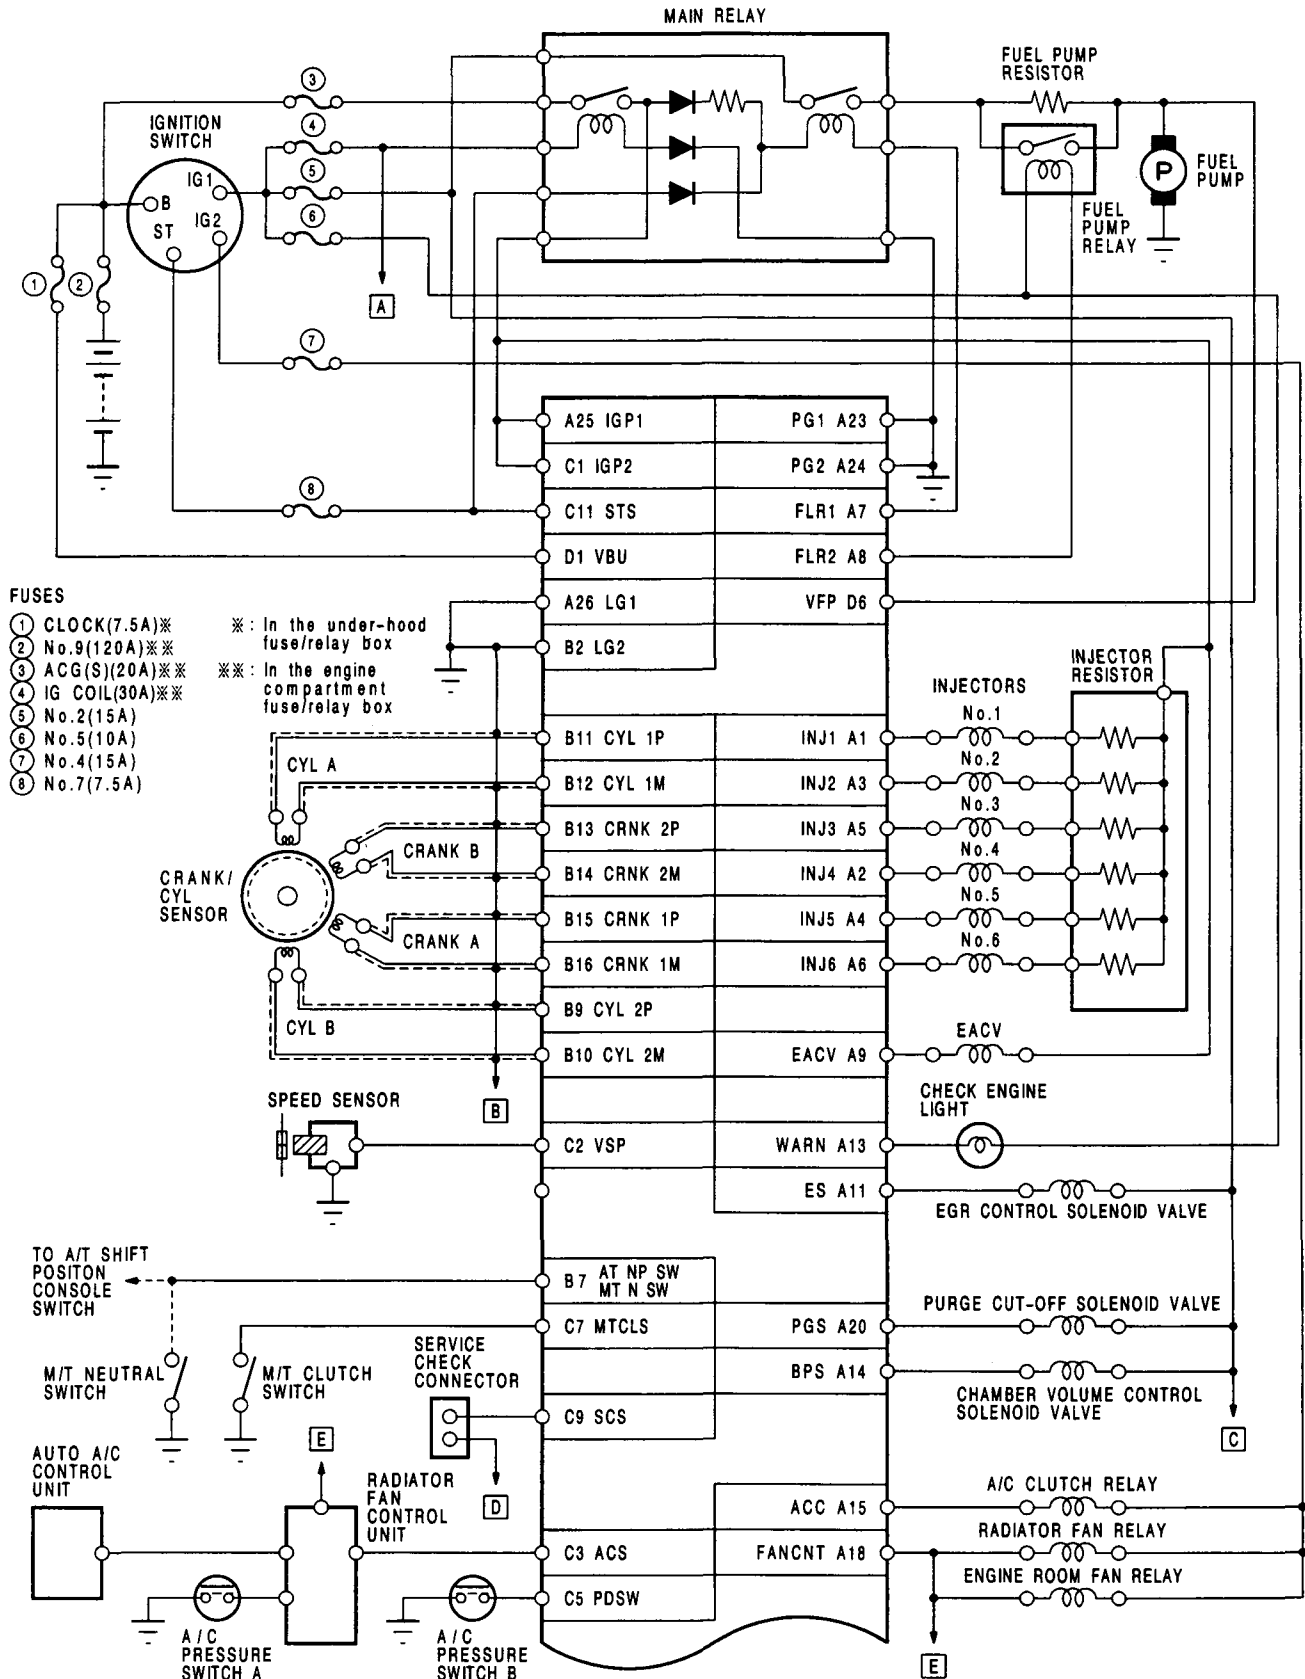 MAIN RELAY
FUEL PUMP
RESISTOR
3
IGNITION
SWITCH
4
IG1
5
B
P
FUEL
PUMP
6
ST
IG2
FUEL
PUMP
RELAY
1
2
A
7
A25 IGP1
PG1 A23
C1 IGP2
PG2 A24
8
C11 STS
FLR1 A7
D1 VBU
FLR2 A8
A26 LG1
VFP D6
B2 LG2
FUSES
1 CLOCK(7.5A)※
2 No.9(120A)※※
3 ACG(S)(20A)※※
4 IG COIL(30A)※※
5 No.2(15A)
6 No.5(10A)
7 No.4(15A)
8 No.7(7.5A)
※: In the under-hood
fuse/relay box
※※: In the engine
compartment
fuse/relay box
INJECTORS
INJECTOR
RESISTOR
No.1
B11 CYL 1P
INJ1 A1
CYL A
No.2
B12 CYL 1M
INJ2 A3
No.3
B13 CRNK 2P
INJ3 A5
CRANK B
No.4
B14 CRNK 2M
INJ4 A2
CRANK/
CYL
SENSOR
No.5
B15 CRNK 1P
INJ5 A4
CRANK A
No.6
B16 CRNK 1M
INJ6 A6
B9 CYL 2P
CYL B
EACV
B10 CYL 2M
EACV A9
B
CHECK ENGINE
LIGHT
SPEED SENSOR
C2 VSP
WARN A13
ES A11
EGR CONTROL SOLENOID VALVE
TO A/T SHIFT
POSITON
CONSOLE
SWITCH
B7 AT NP SW
MT N SW
PURGE CUT-OFF SOLENOID VALVE
C7 MTCLS
PGS A20
M/T NEUTRAL
SWITCH
M/T CLUTCH
SWITCH
SERVICE
CHECK
CONNECTOR
BPS A14
CHAMBER VOLUME CONTROL
SOLENOID VALVE
C9 SCS
C
E
AUTO A/C
CONTROL
UNIT
RADIATOR
FAN
CONTROL
UNIT
D
A/C CLUTCH RELAY
ACC A15
RADIATOR FAN RELAY
C3 ACS
FANCNT A18
ENGINE ROOM FAN RELAY
C5 PDSW
A/C
PRESSURE
SWITCH A
A/C
PRESSURE
SWITCH B
E